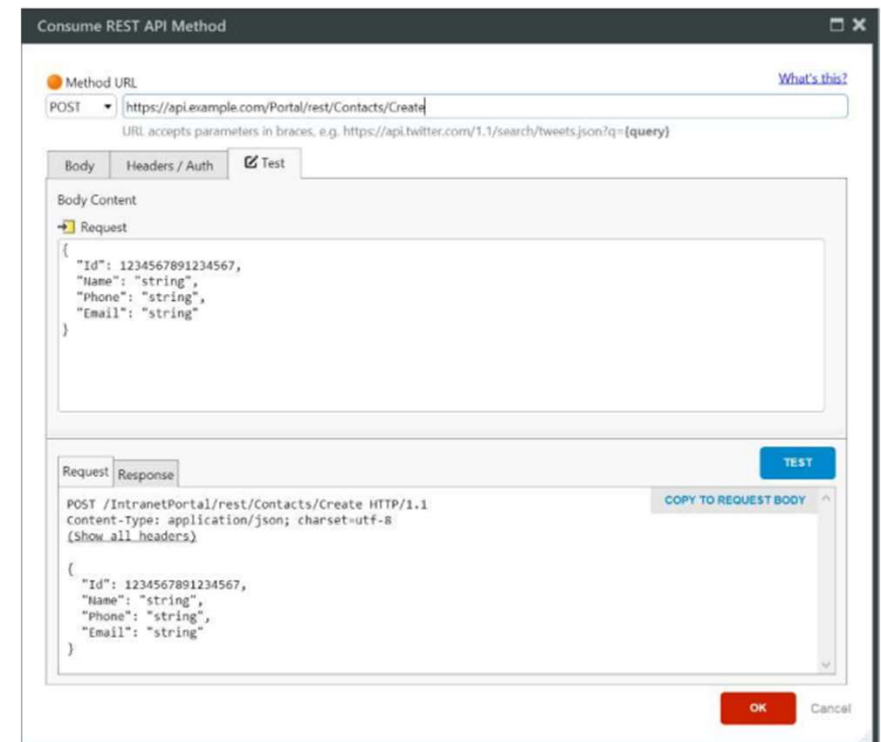 Consume REST API Method
Method URL
What's this?
POST https://api.example.com/Portal/rest/Contacts/Create
URL accepts parameters in braces, e.g. https://api.twitter.com/1.1/search/tweets.json?q={query}
Body Headers / Auth Test
Body Content
Request
{
"Id": 1234567891234567,
"Name": "string",
"Phone": "string",
"Email": "string"
}
TEST
Request Response
COPY TO REQUEST BODY
POST /IntranetPortal/rest/Contacts/Create HTTP/1.1
Content-Type: application/json; charset=utf-8
(Show all headers)
{
"Id": 1234567891234567,
"Name": "string",
"Phone": "string",
"Email": "string"
}
OK Cancel